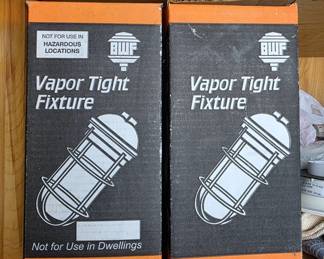 NOT FOR USE IN
HAZARDOUS
LOCATIONS
BWF
Vapor Tight
Fixture
Not for Use in Dwellings
BWF
Vapor Tight
Fixture